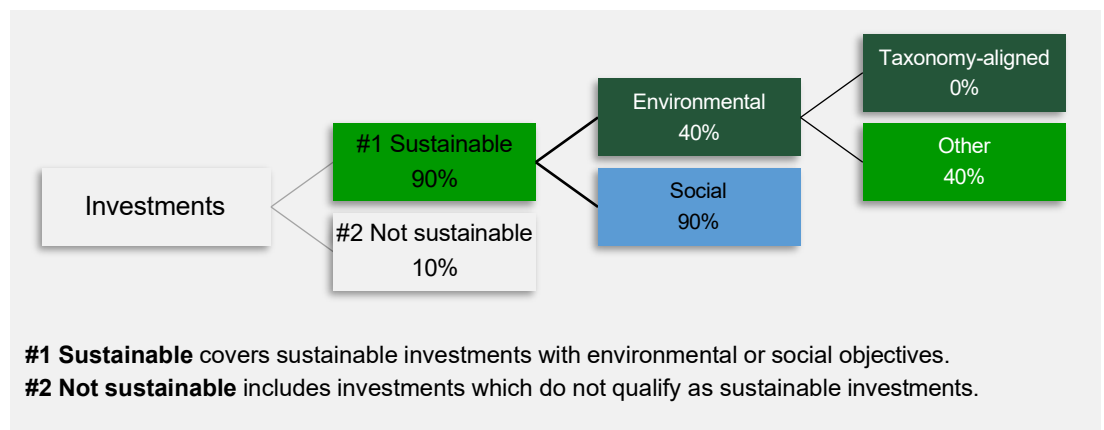 Taxonomy-aligned
0%
Environmental
40%
#1 Sustainable
90%
Other
40%
Investments
Social
90%
#2 Not sustainable
10%
#1 Sustainable covers sustainable investments with environmental or social objectives.
#2 Not sustainable includes investments which do not qualify as sustainable investments.